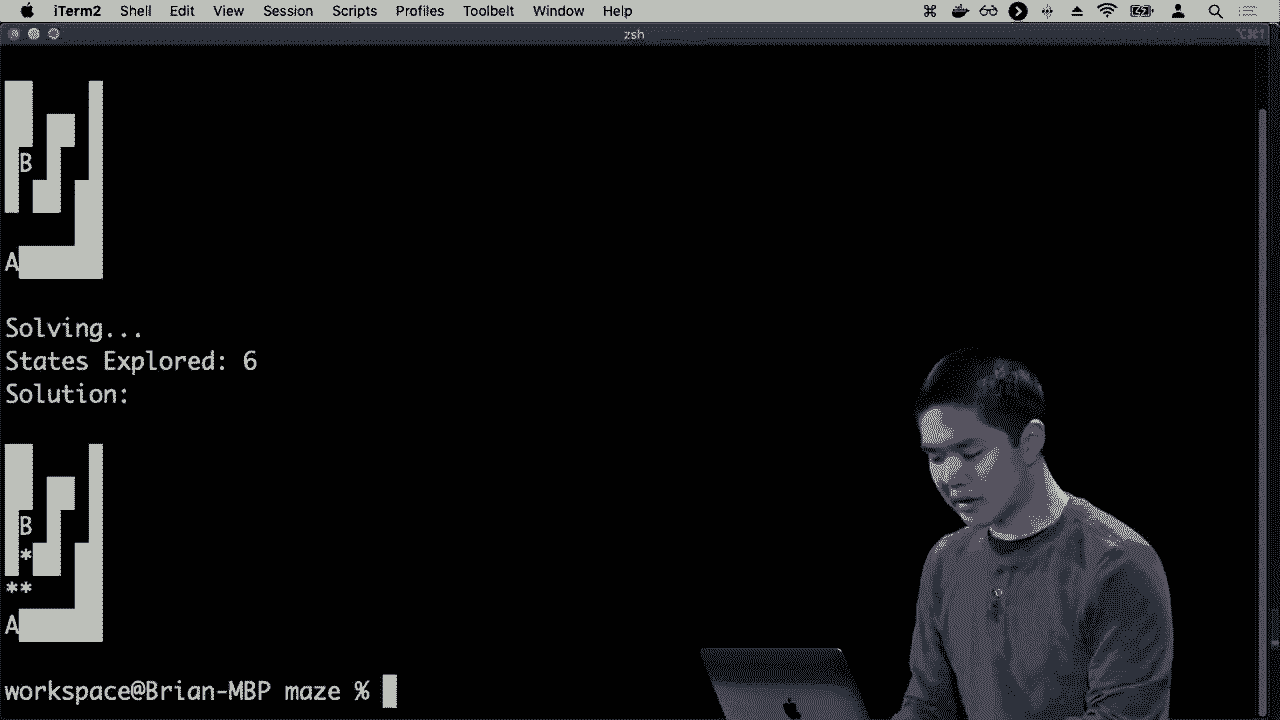 iTerm2 Shell Edit View Session Scripts Profiles Toolbelt Window Help
zsh
B
A
Solving...
States Explored: 6
Solution:
B
*
**
A
workspace@Brian-MBP maze %